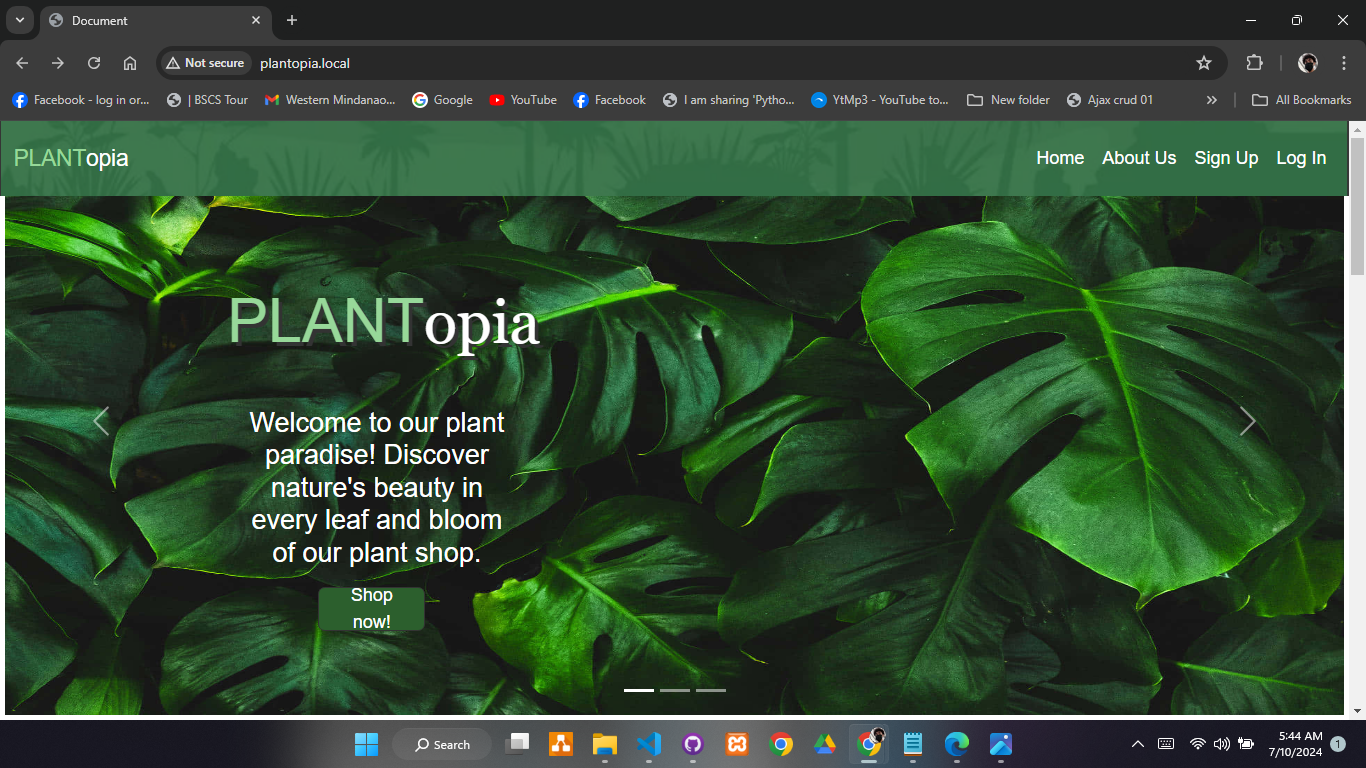 Document
Not secure
plantopia.local
Facebook - log in or...
| BSCS Tour
Western Mindanao...
Google
YouTube
Facebook
I am sharing 'Pytho...
YtMp3 - YouTube to...
New folder
Ajax crud 01
All Bookmarks
PLANTopia
Home
About Us
Sign Up
Log In
PLANTopia
Welcome to our plant
paradise! Discover
nature's beauty in
every leaf and bloom
of our plant shop.
Shop
now!
Search
5:44 AM
7/10/2024
1